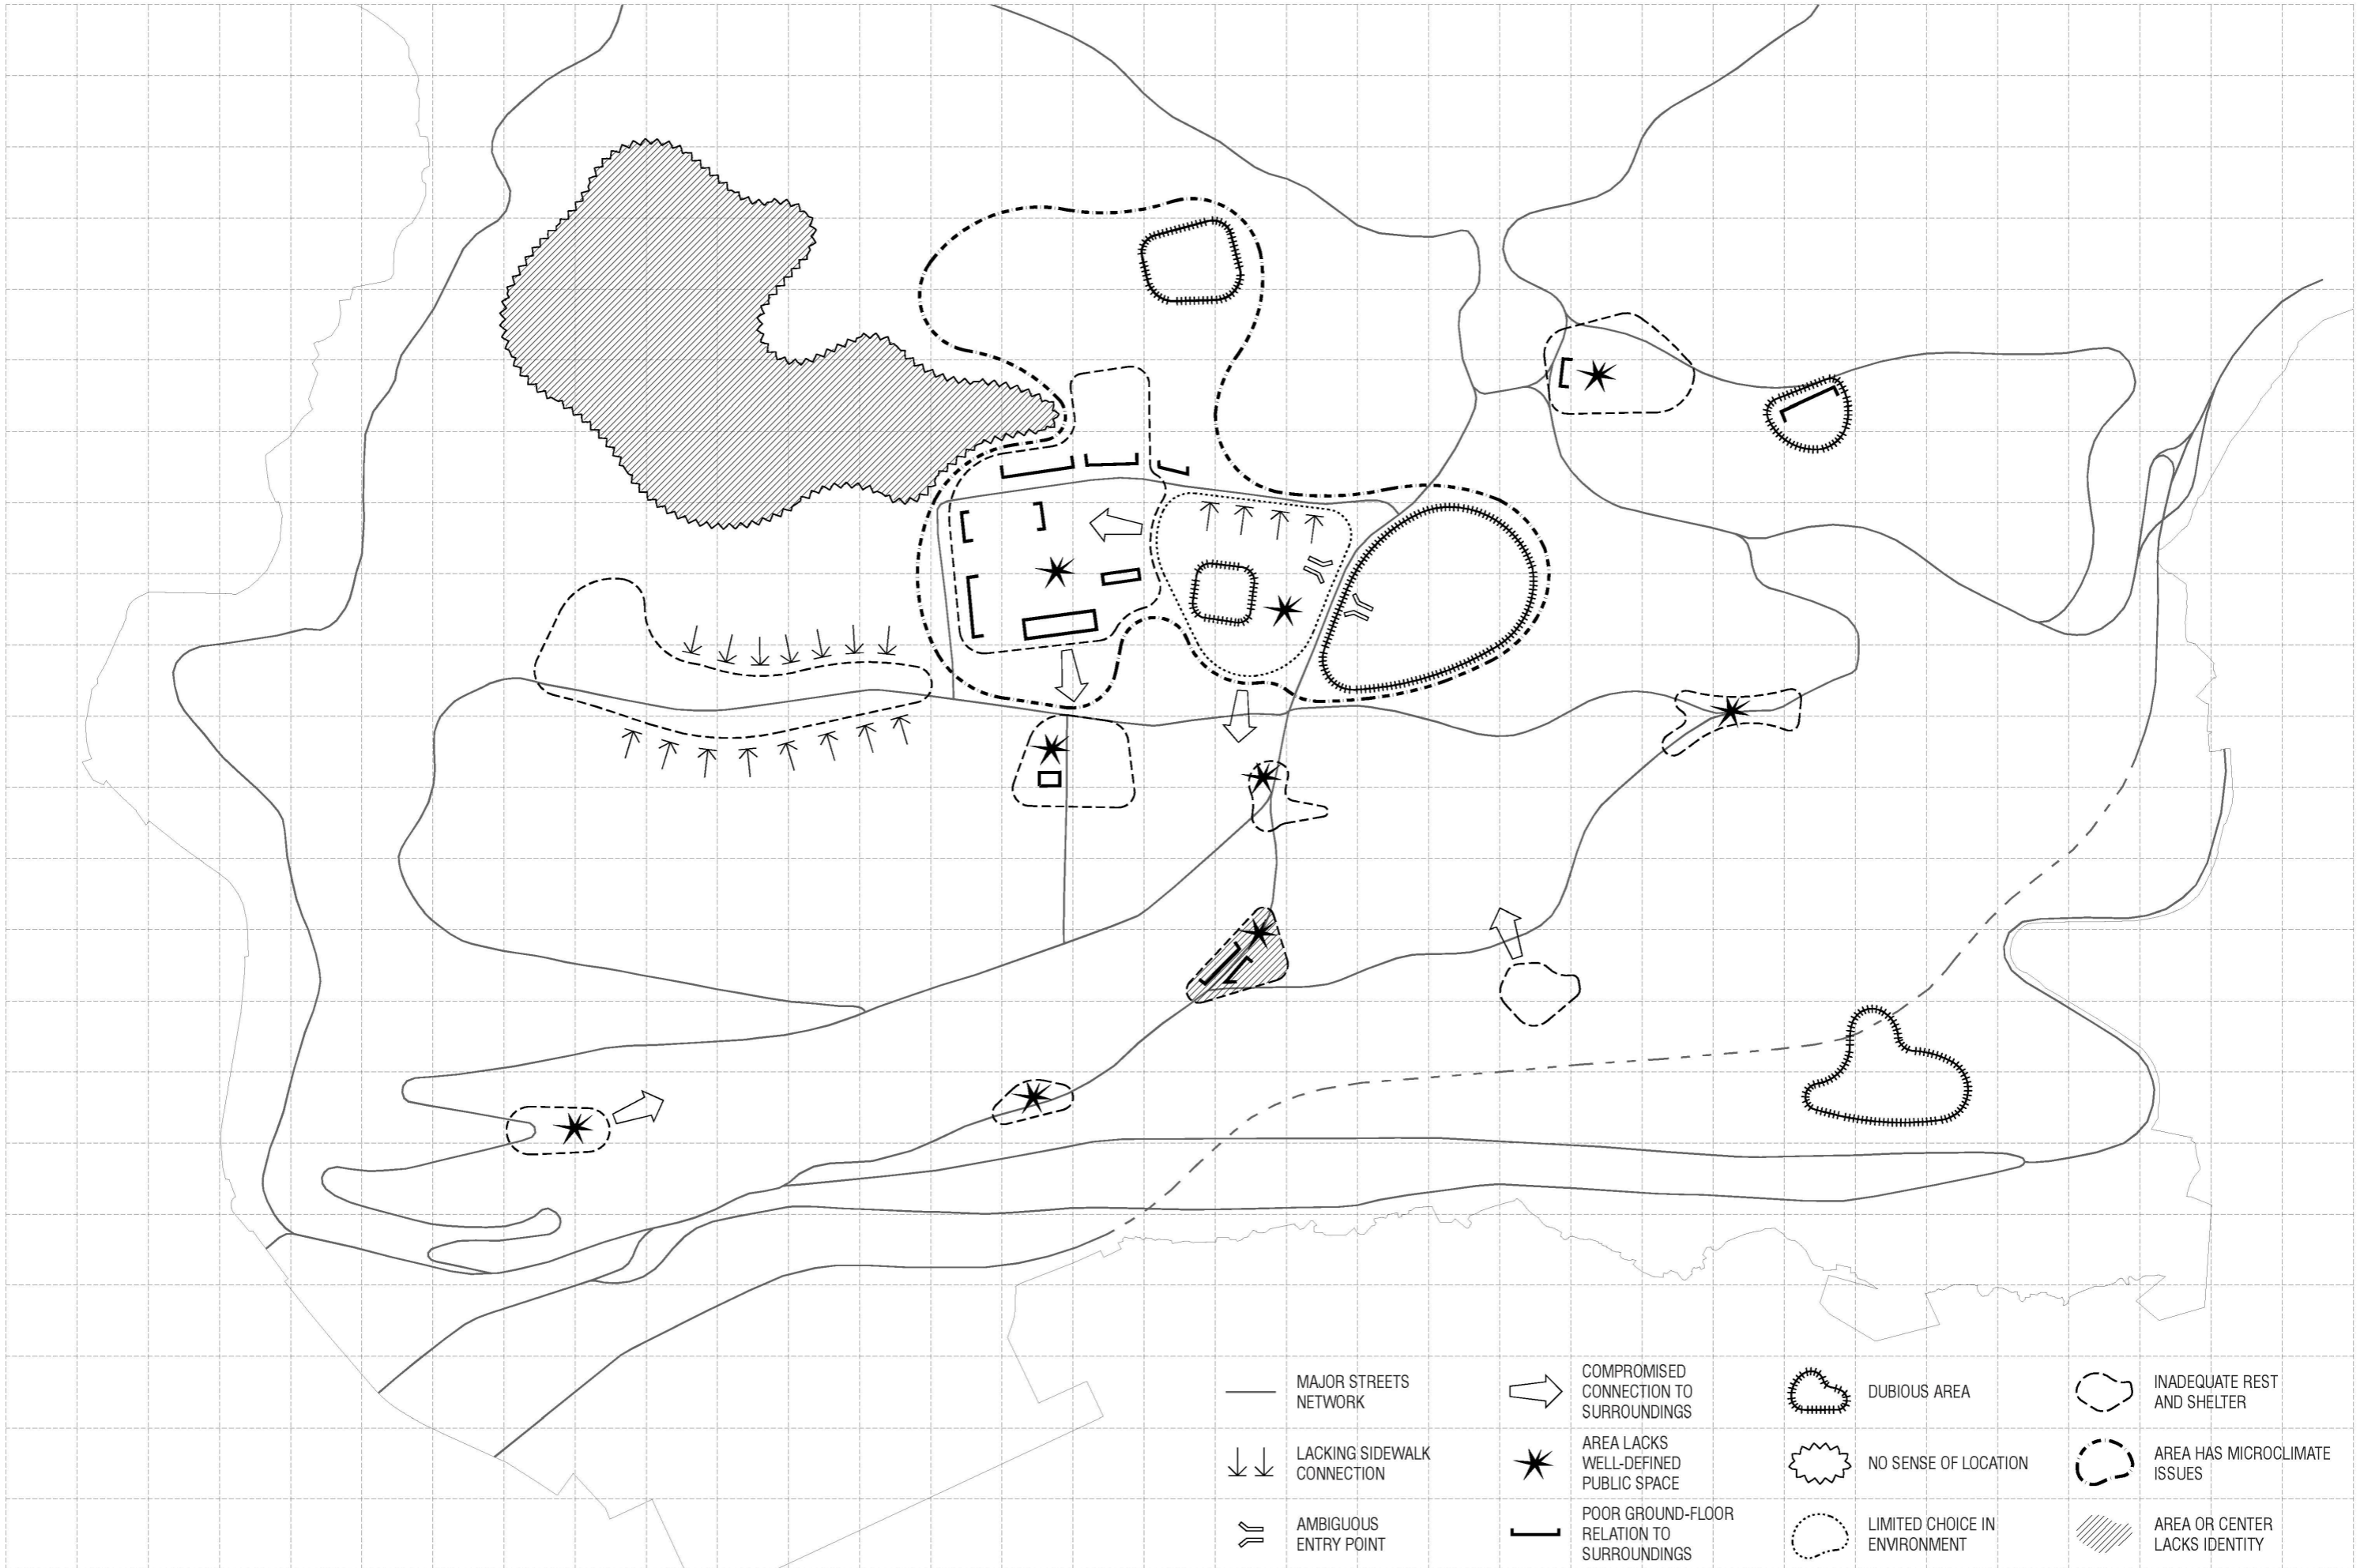 MAJOR STREETS
NETWORK
COMPROMISED
CONNECTION TO
SURROUNDINGS
DUBIOUS AREA
INADEQUATE REST
AND SHELTER
LACKING SIDEWALK
CONNECTION
AREA LACKS
WELL-DEFINED
PUBLIC SPACE
NO SENSE OF LOCATION
AREA HAS MICROCLIMATE
ISSUES
AMBIGUOUS
ENTRY POINT
POOR GROUND-FLOOR
RELATION TO
SURROUNDINGS
LIMITED CHOICE IN
ENVIRONMENT
AREA OR CENTER
LACKS IDENTITY